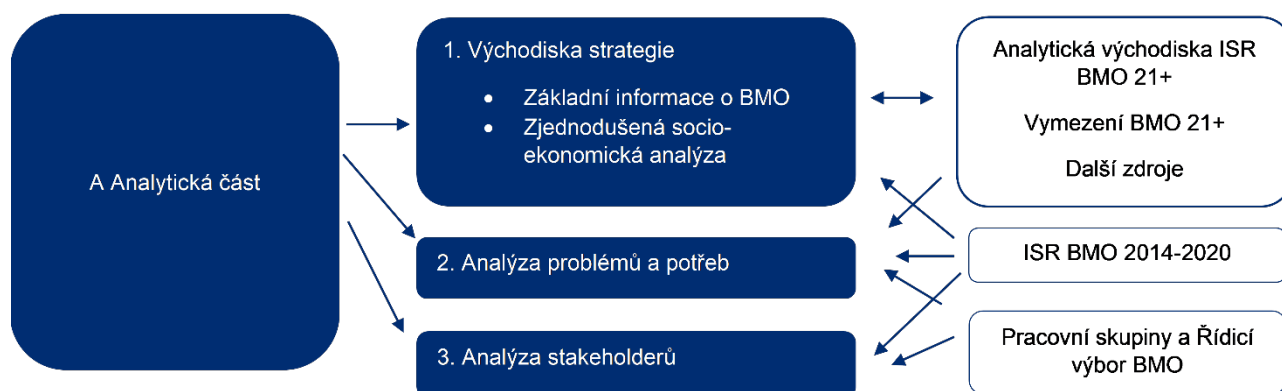 A Analytická část
1. Východiska strategie
• Základní informace o BMO
• Zjednodušená socio-
ekonomická analýza
2. Analýza problémů a potřeb
3. Analýza stakeholderů
Analytická východiska ISR
BMO 21+
Vymezení BMO 21+
Další zdroje
ISR BMO 2014-2020
Pracovní skupiny a Řídicí
výbor BMO